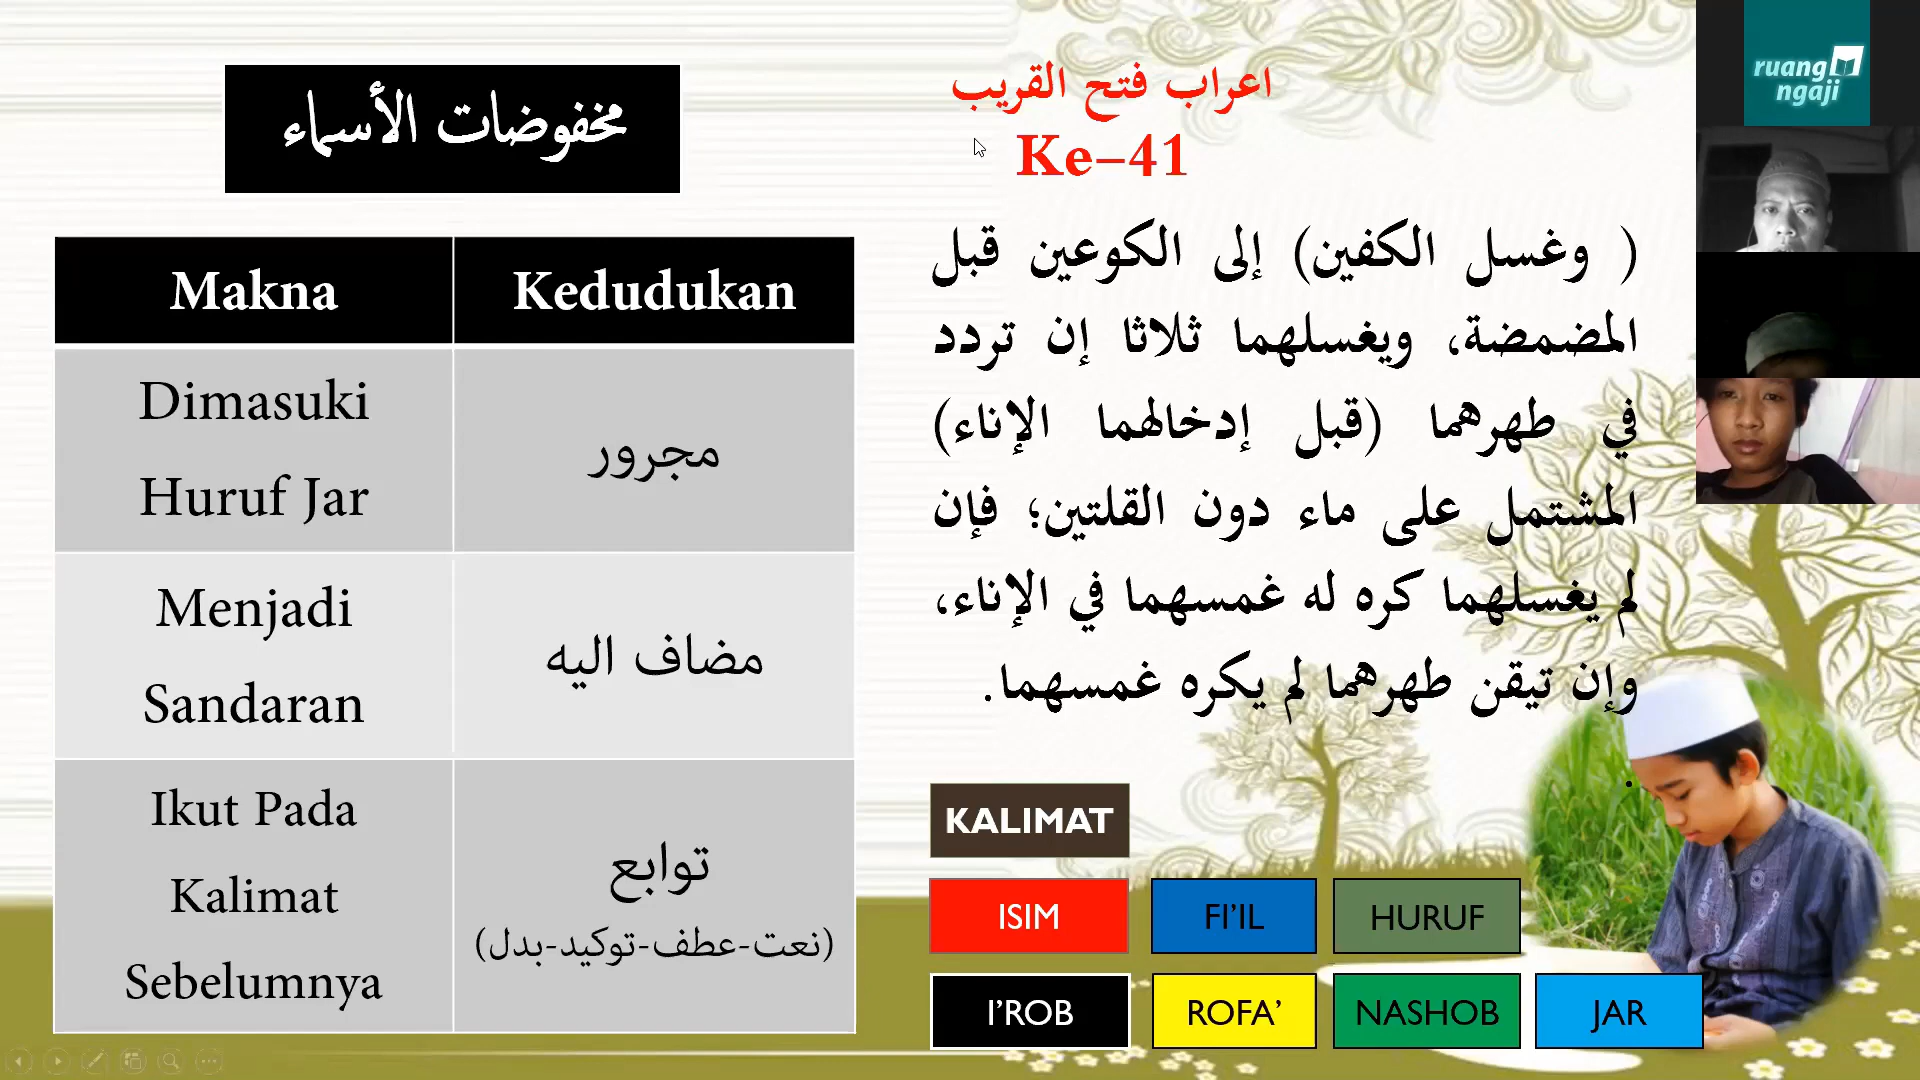 مخفوضات الأسماء
Makna
Kedudukan
Dimasuki
Huruf Jar
مجرور
Menjadi
Sandaran
مضاف اليه
Ikut Pada
Kalimat
Sebelumnya
توابع
(نعت-عطف-توكيد-بدل)
اعراب فتح القريب
Ke-41
( وغسل الكفين) إلى الكوعين قبل
المضمضة، ويغسلهما ثلاثا إن تردد
في طهرهما (قبل إدخالهما الإناء)
المشتمل على ماء دون القلتين؛ فإن
لم يغسلهما كره له غمسهما في الإناء،
وإن تيقن طهرهما لم يكره غمسهما.
.
KALIMAT
ISIM
FI'IL
HURUF
I'ROB
ROFA'
NASHOB
JAR
ruang
ngaji